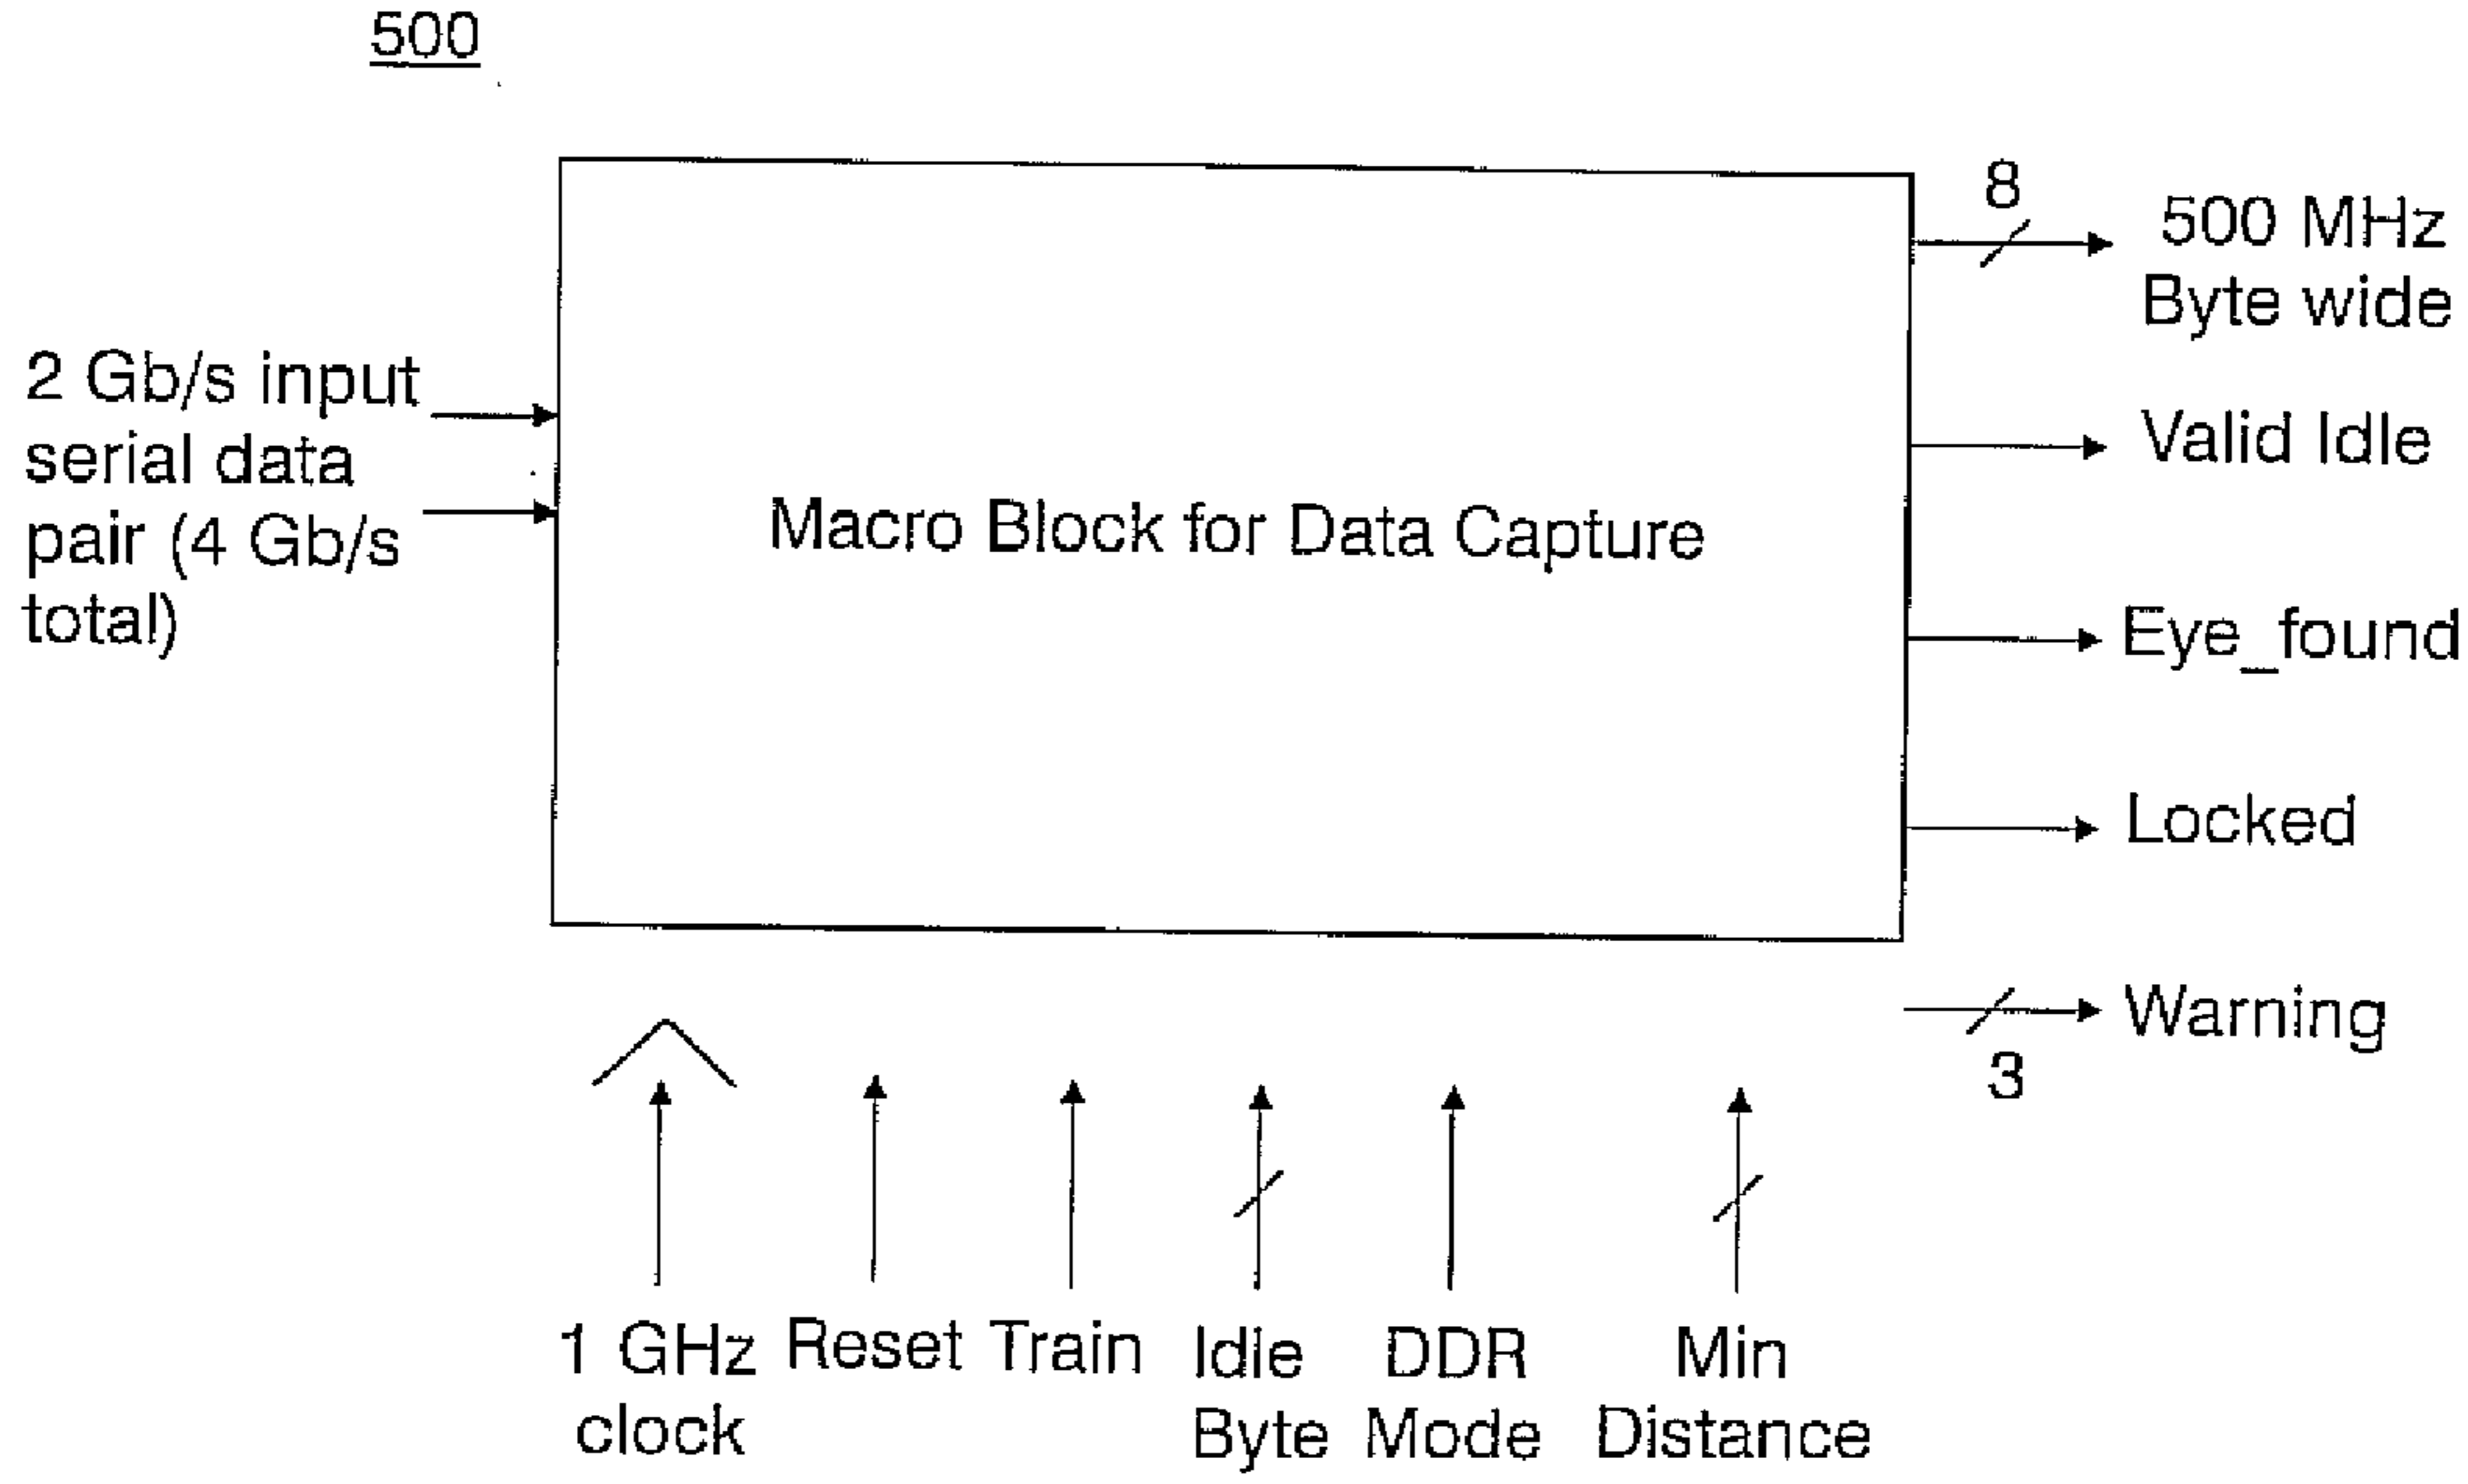 500
8
500 MHz
Byte wide
2 Gb/s input
serial data
pair (4 Gb/s
total)
Macro Block for Data Capture
Valid Idle
Eye_found
Locked
Warning
3
1 GHz
clock
Reset
Train
Idle
Byte
DDR
Mode
Min
Distance